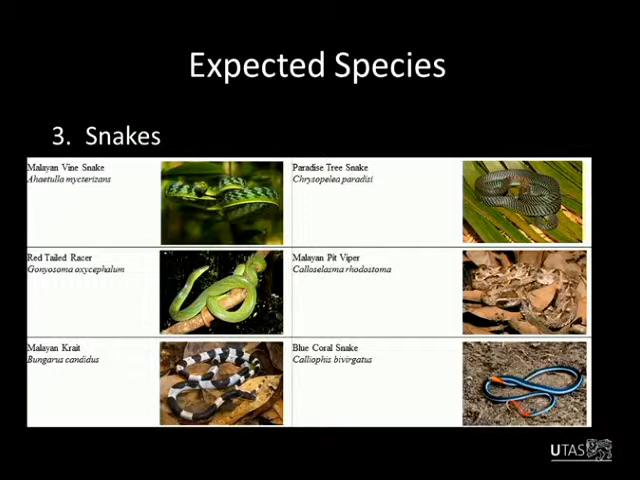 Expected Species
3. Snakes
Malayan Vine Snake
Ahaetulla mycterizans
Paradise Tree Snake
Chrysopelea paradisi
Red Tailed Racer
Gonyosoma oxycephalum
Malayan Pit Viper
Calloselasma rhodostoma
Malayan Krait
Bungarus candidus
Blue Coral Snake
Calliophis bivirgatus
UTAS